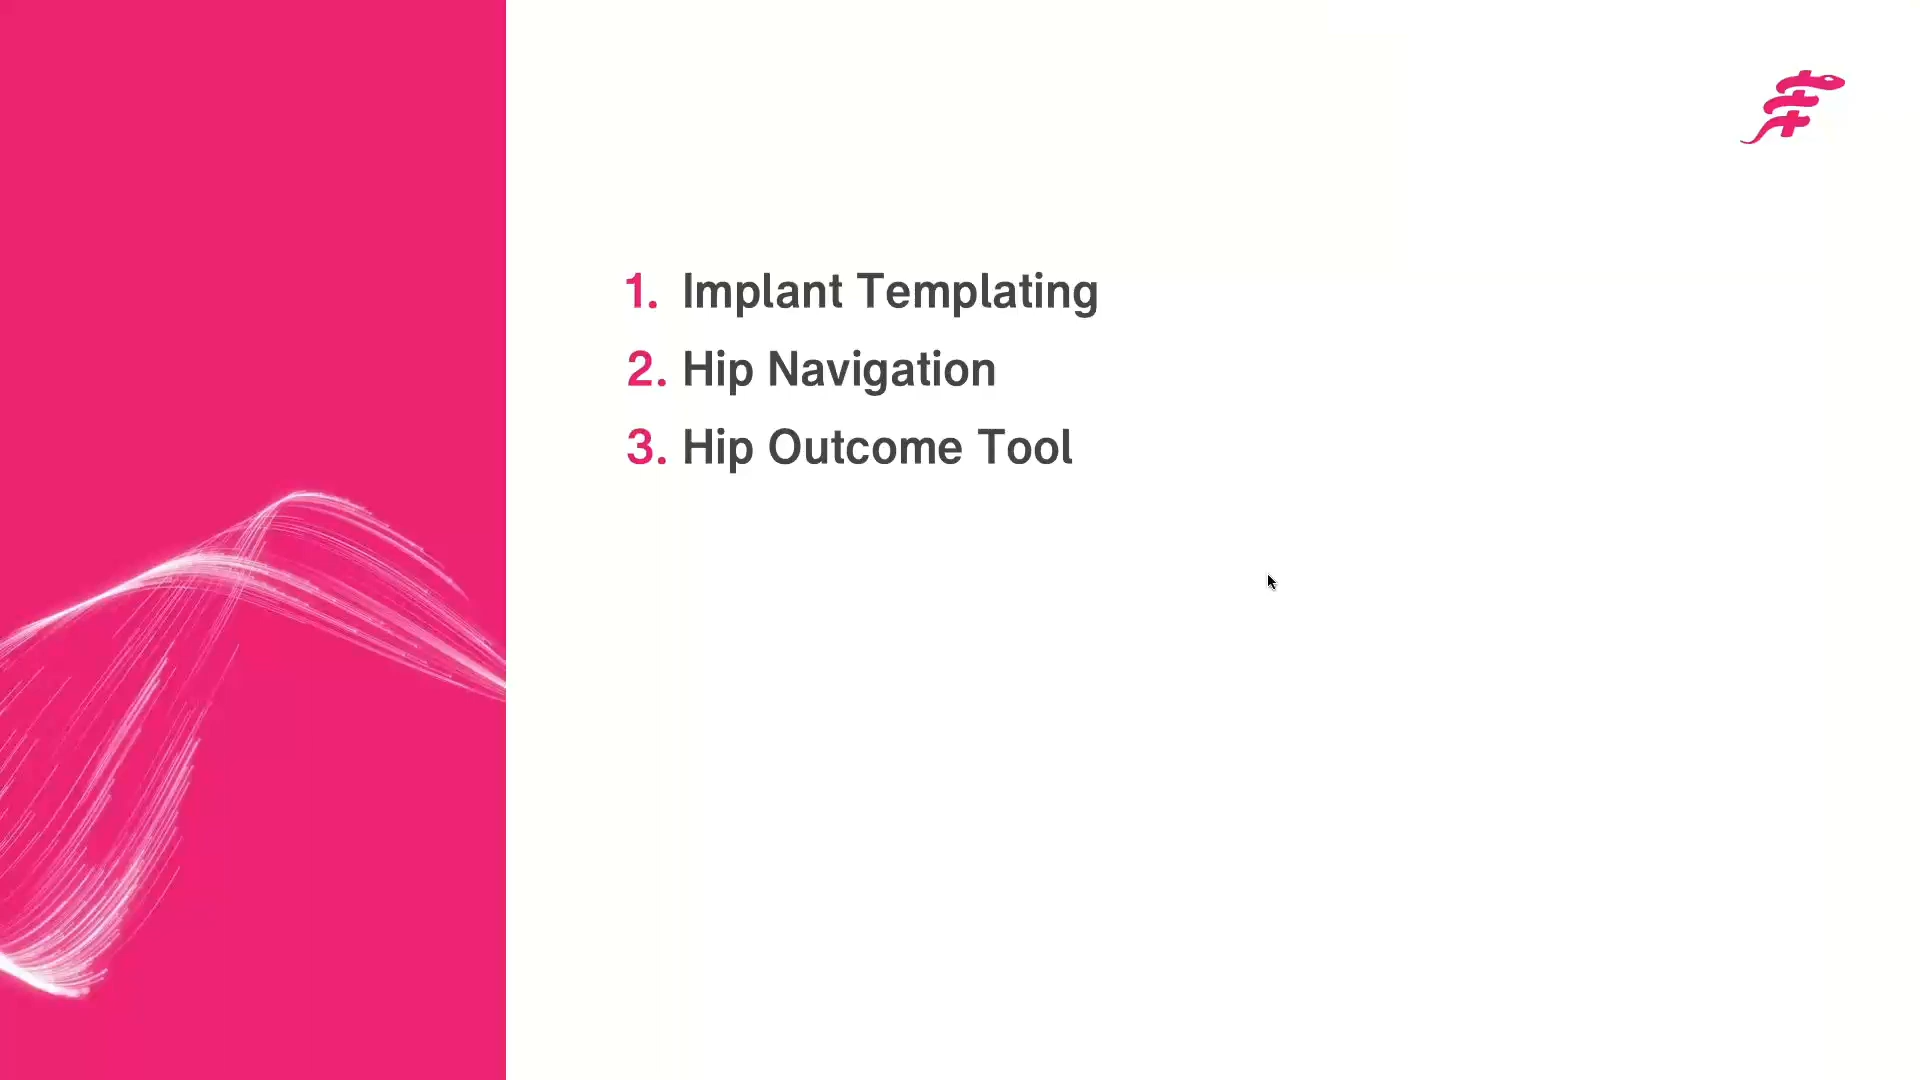 1. Implant Templating
2. Hip Navigation
3. Hip Outcome Tool